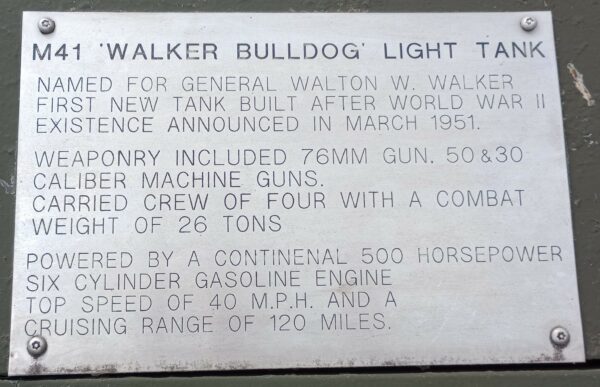 M41 'WALKER BULLDOG' LIGHT TANK
NAMED FOR GENERAL WALTON W. WALKER
FIRST NEW TANK BUILT AFTER WORLD WAR II
EXISTENCE ANNOUNCED IN MARCH 1951.
WEAPONRY INCLUDED 76MM GUN. 50 & 30
CALIBER MACHINE GUNS.
CARRIED CREW OF FOUR WITH A COMBAT
WEIGHT OF 26 TONS
POWERED BY A CONTINENAL 500 HORSEPOWER
SIX CYLINDER GASOLINE ENGINE
TOP SPEED OF 40 M.P.H. AND A
CRUISING RANGE OF 120 MILES.